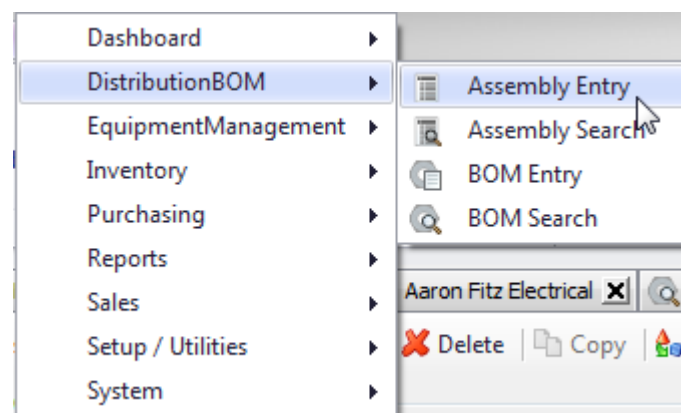 Dashboard
DistributionBOM
EquipmentManagement
Inventory
Purchasing
Reports
Sales
Setup / Utilities
System
Assembly Entry
Assembly Search
BOM Entry
BOM Search
Aaron Fitz Electrical
Delete
Copy